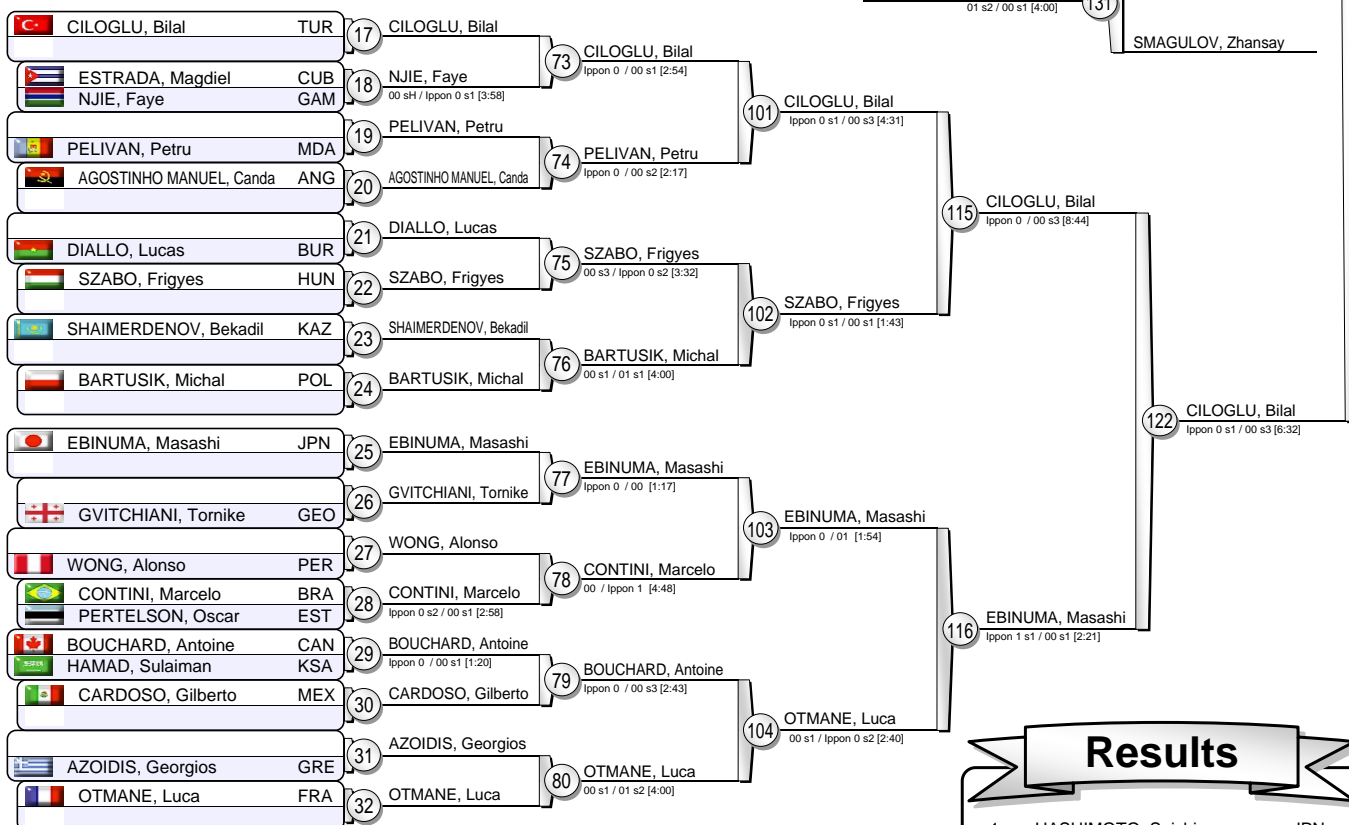 01 s2 / 00 s1 [4:00]
131
SMAGULOV, Zhansay
CILOGLU, Bilal TUR
ESTRADA, Magdiel CUB
NJIE, Faye GAM
PELIVAN, Petru MDA
AGOSTINHO MANUEL, Canda ANG
DIALLO, Lucas BUR
SZABO, Frigyes HUN
SHAIMERDENOV, Bekadil KAZ
BARTUSIK, Michal POL
EBINUMA, Masashi JPN
GVITCHIANI, Tornike GEO
WONG, Alonso PER
CONTINI, Marcelo BRA
PERTELSON, Oscar EST
BOUCHARD, Antoine CAN
HAMAD, Sulaiman KSA
CARDOSO, Gilberto MEX
AZOIDIS, Georgios GRE
OTMANE, Luca FRA
17 CILOGLU, Bilal
18 NJIE, Faye
00 sH / Ippon 0 s1 [3:58]
19 PELIVAN, Petru
20 AGOSTINHO MANUEL, Canda
21 DIALLO, Lucas
22 SZABO, Frigyes
23 SHAIMERDENOV, Bekadil
24 BARTUSIK, Michal
25 EBINUMA, Masashi
26 GVITCHIANI, Tornike
27 WONG, Alonso
28 CONTINI, Marcelo
Ippon 0 s2 / 00 s1 [2:58]
29 BOUCHARD, Antoine
Ippon 0 / 00 s1 [1:20]
30 CARDOSO, Gilberto
31 AZOIDIS, Georgios
32 OTMANE, Luca
73 CILOGLU, Bilal
Ippon 0 / 00 s1 [2:54]
74 PELIVAN, Petru
Ippon 0 / 00 s2 [2:17]
75 SZABO, Frigyes
00 s3 / Ippon 0 s2 [3:32]
76 BARTUSIK, Michal
00 s1 / 01 s1 [4:00]
77 EBINUMA, Masashi
Ippon 0 / 00 [1:17]
78 CONTINI, Marcelo
00 / Ippon 1 [4:48]
79 BOUCHARD, Antoine
Ippon 0 / 00 s3 [2:43]
80 OTMANE, Luca
00 s1 / 01 s2 [4:00]
101 CILOGLU, Bilal
Ippon 0 s1 / 00 s3 [4:31]
102 SZABO, Frigyes
Ippon 0 s1 / 00 s1 [1:43]
103 EBINUMA, Masashi
Ippon 0 / 01 [1:54]
104 OTMANE, Luca
00 s1 / Ippon 0 s2 [2:40]
115 CILOGLU, Bilal
Ippon 0 / 00 s3 [8:44]
116 EBINUMA, Masashi
Ippon 1 s1 / 00 s1 [2:21]
122 CILOGLU, Bilal
Ippon 0 s1 / 00 s3 [6:32]
Results